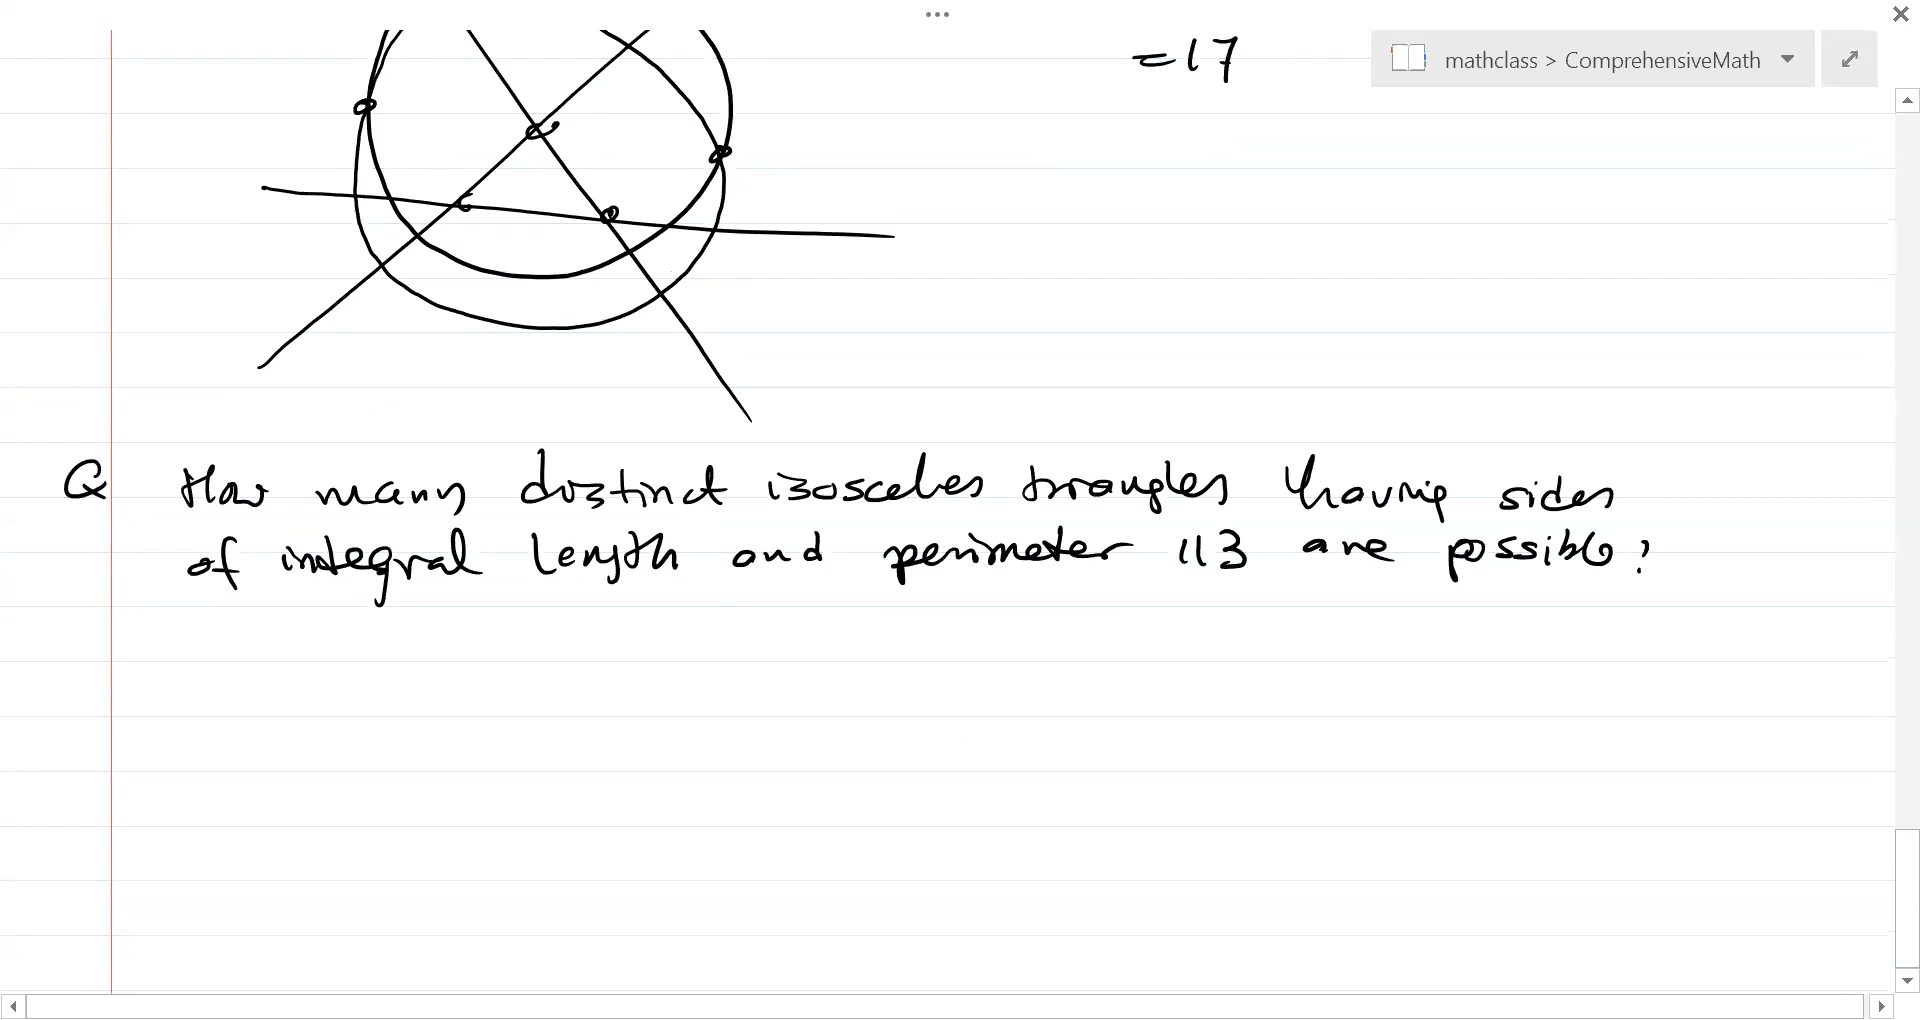 =17
mathclass > ComprehensiveMath
Q How many distinct isosceles triangles having sides
of integral length and perimeter 113 are possible?